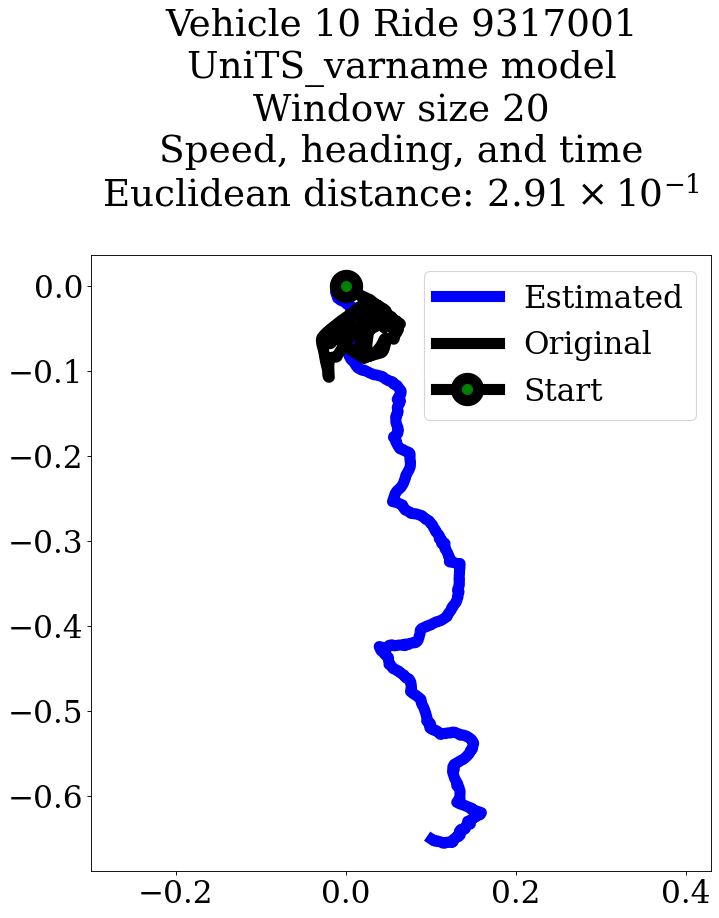 Vehicle 10 Ride 9317001
UniTS_varname model
Window size 20
Speed, heading, and time
Euclidean distance: 2.91 × 10⁻¹
Estimated
Original
Start
0.0
−0.1
−0.2
−0.3
−0.4
−0.5
−0.6
−0.2 0.0 0.2 0.4